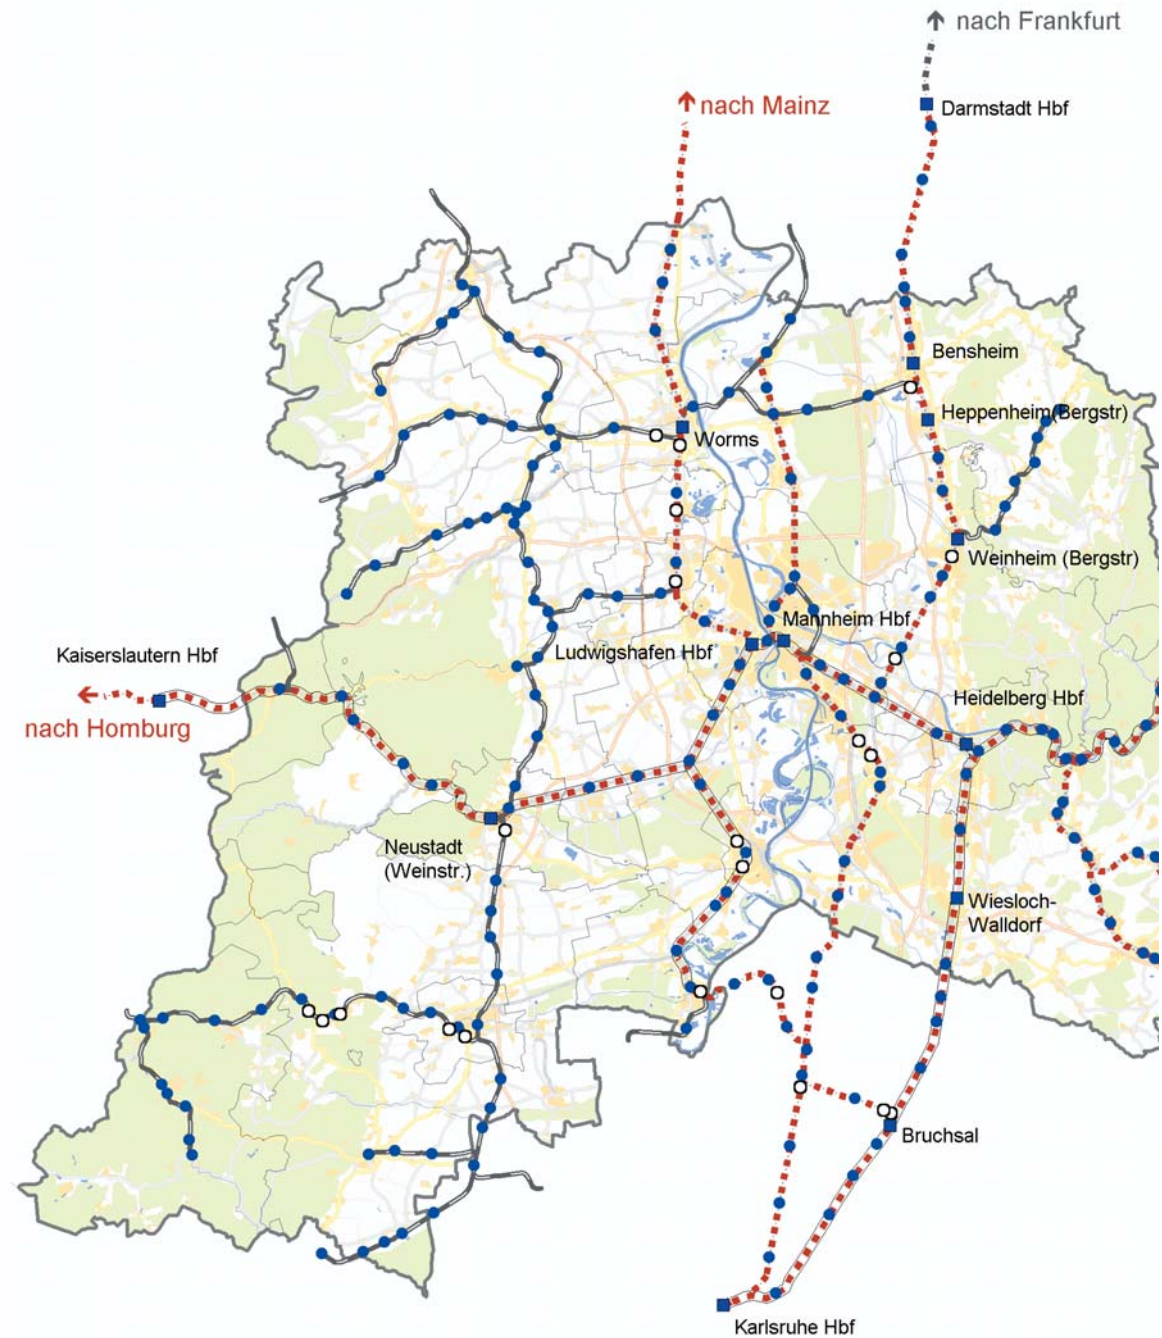 nach Frankfurt
nach Mainz
Darmstadt Hbf
Bensheim
Heppenheim(Bergstr)
Worms
Weinheim (Bergstr)
Mannheim Hbf
Ludwigshafen Hbf
Kaiserslautern Hbf
nach Homburg
Heidelberg Hbf
Neustadt
(Weinstr.)
Wiesloch-
Walldorf
Bruchsal
Karlsruhe Hbf